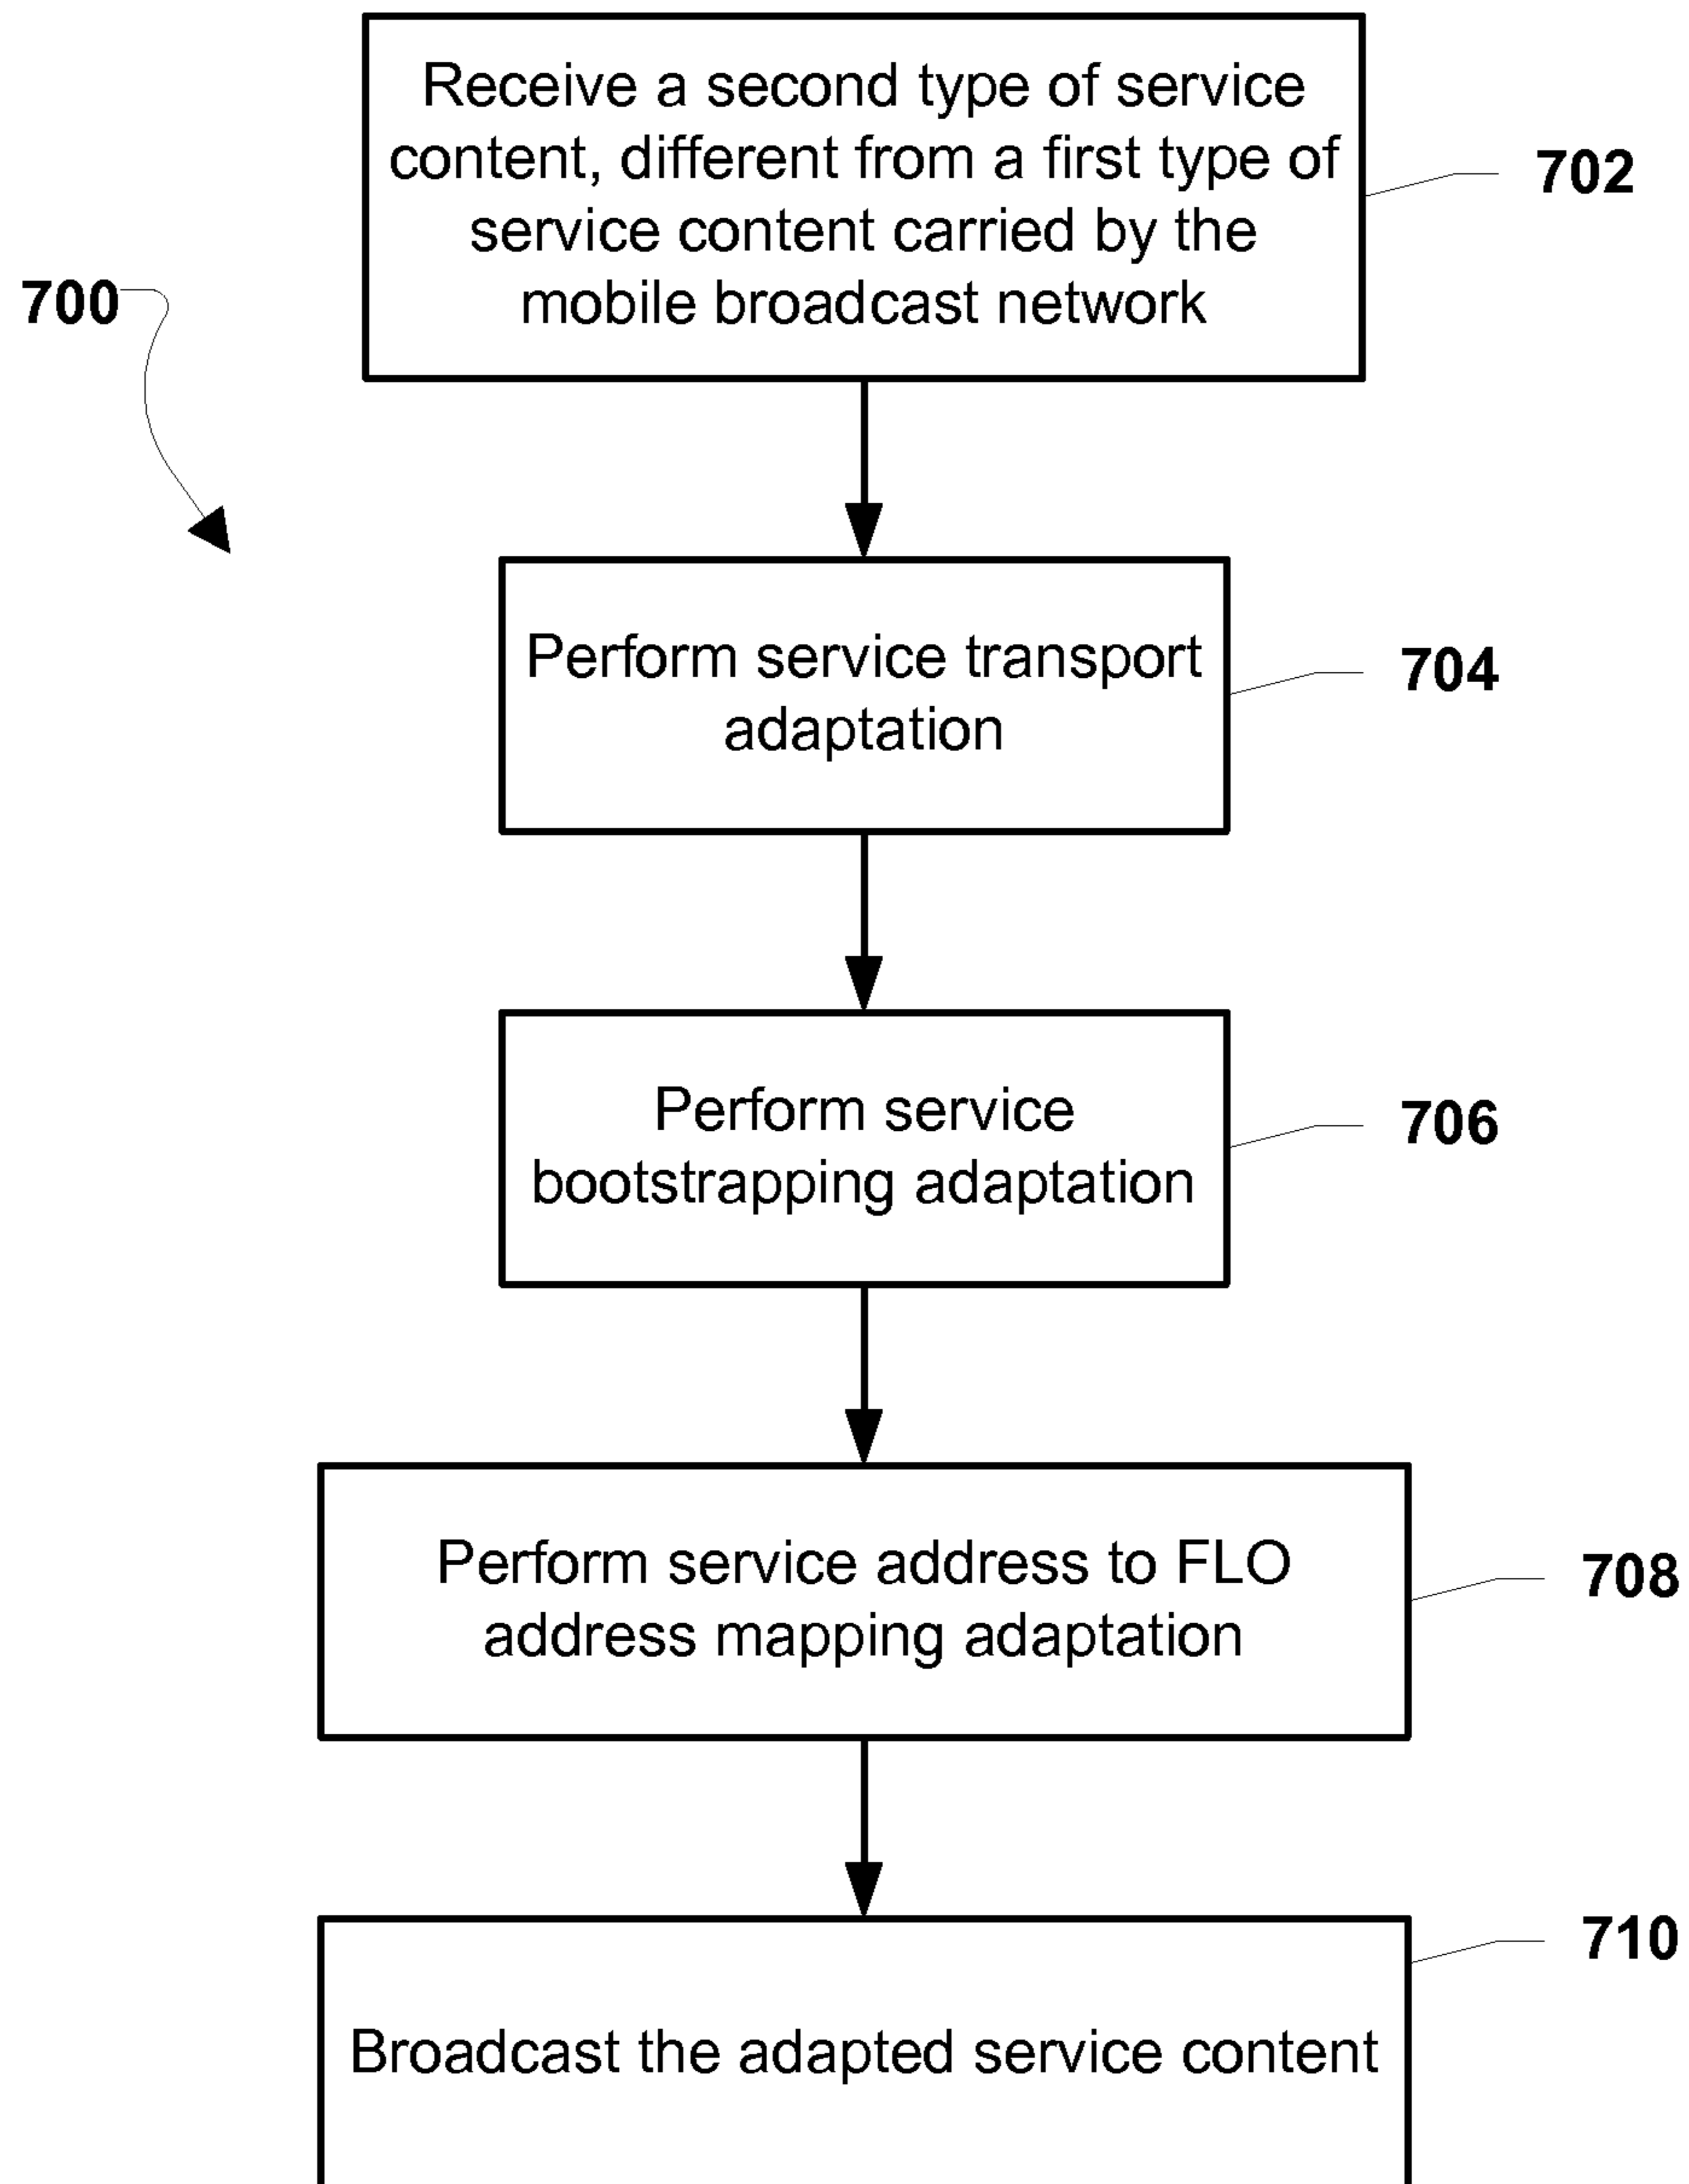 Receive a second type of service
content, different from a first type of
service content carried by the
mobile broadcast network
702
700
Perform service transport
adaptation
704
Perform service
bootstrapping adaptation
706
Perform service address to FLO
address mapping adaptation
708
Broadcast the adapted service content
710